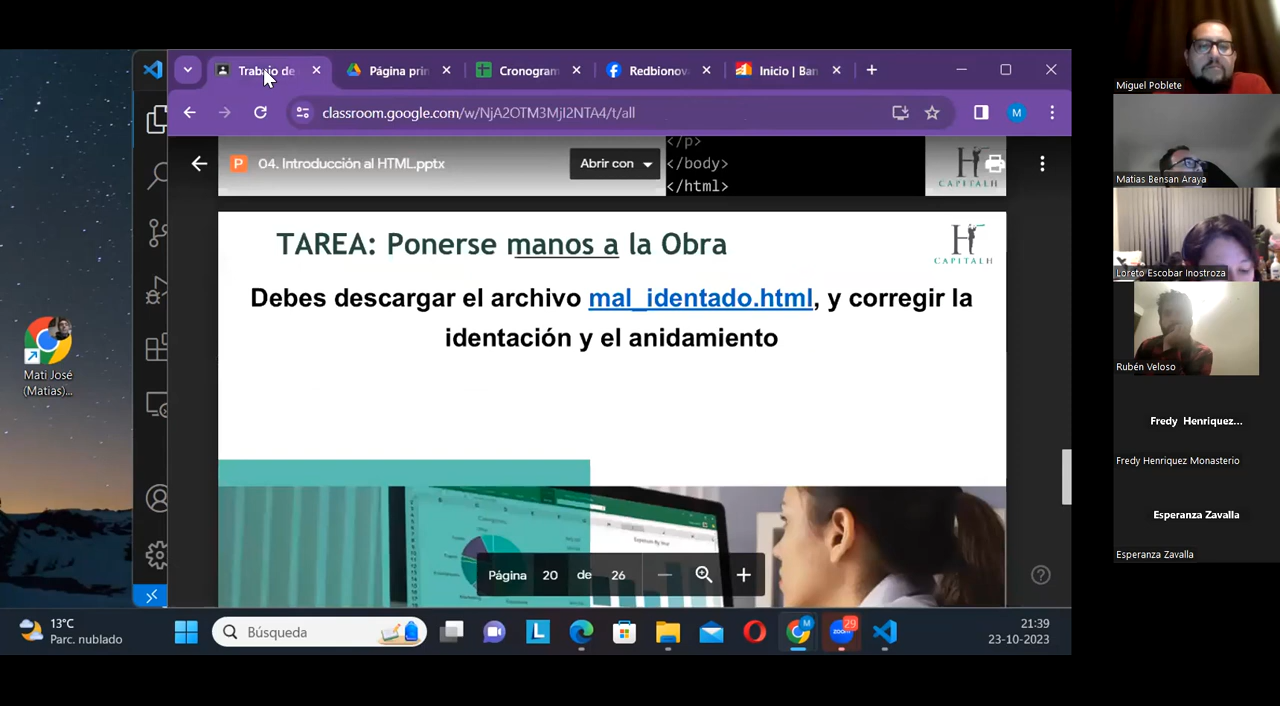 Trabajo de
Página prin
Cronogram
Redbionov
Inicio | Ban
classroom.google.com/w/NjA2OTM3MjI2NTA4/t/all
M
</p>
04. Introducción al HTML.pptx
Abrir con
</body>
</html>
CAPITALH
TAREA: Ponerse manos a la Obra
CAPITALH
Debes descargar el archivo mal_identado.html, y corregir la
identación y el anidamiento
Página 20 de 26
Mati José
(Matias)...
13°C
Parc. nublado
Búsqueda
L
M
zoom
29
21:39
23-10-2023
Miguel Poblete
Matias Bensan Araya
Loreto Escobar Inostroza
Rubén Veloso
Fredy Henriquez...
Fredy Henriquez Monasterio
Esperanza Zavalla
Esperanza Zavalla